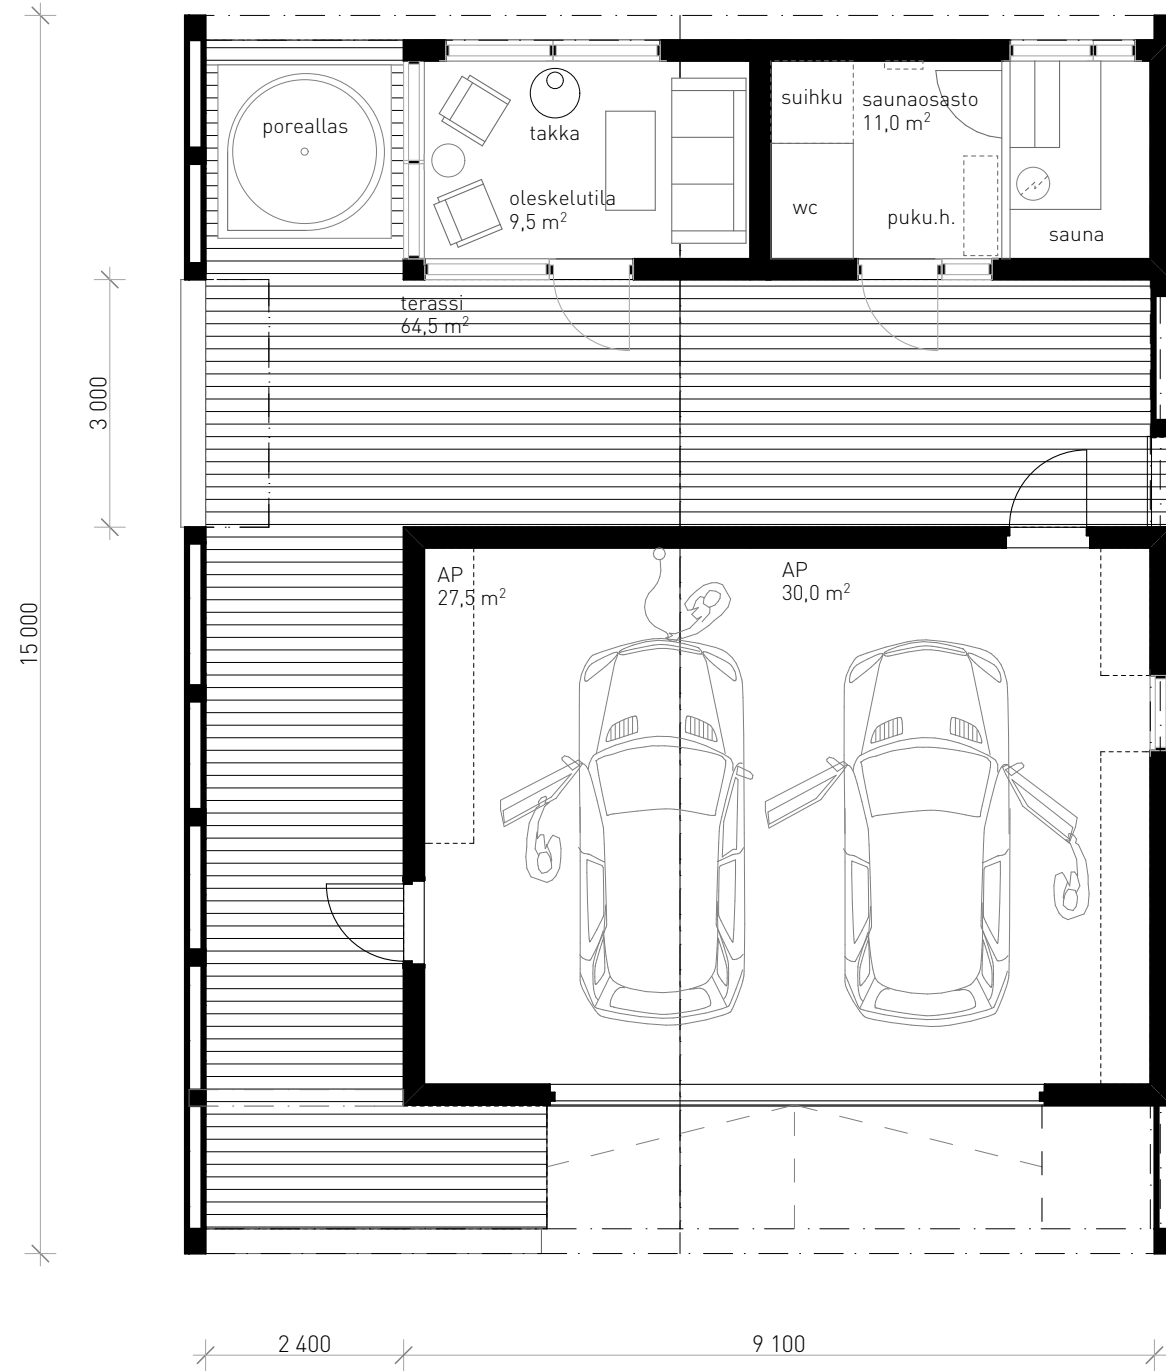 poreallas
takka
oleskelutila
9,5 m²
suihku
saunaosasto
11,0 m²
wc
puku.h.
sauna
terassi
64,5 m²
3 000
15 000
AP
27,5 m²
AP
30,0 m²
2 400
9 100